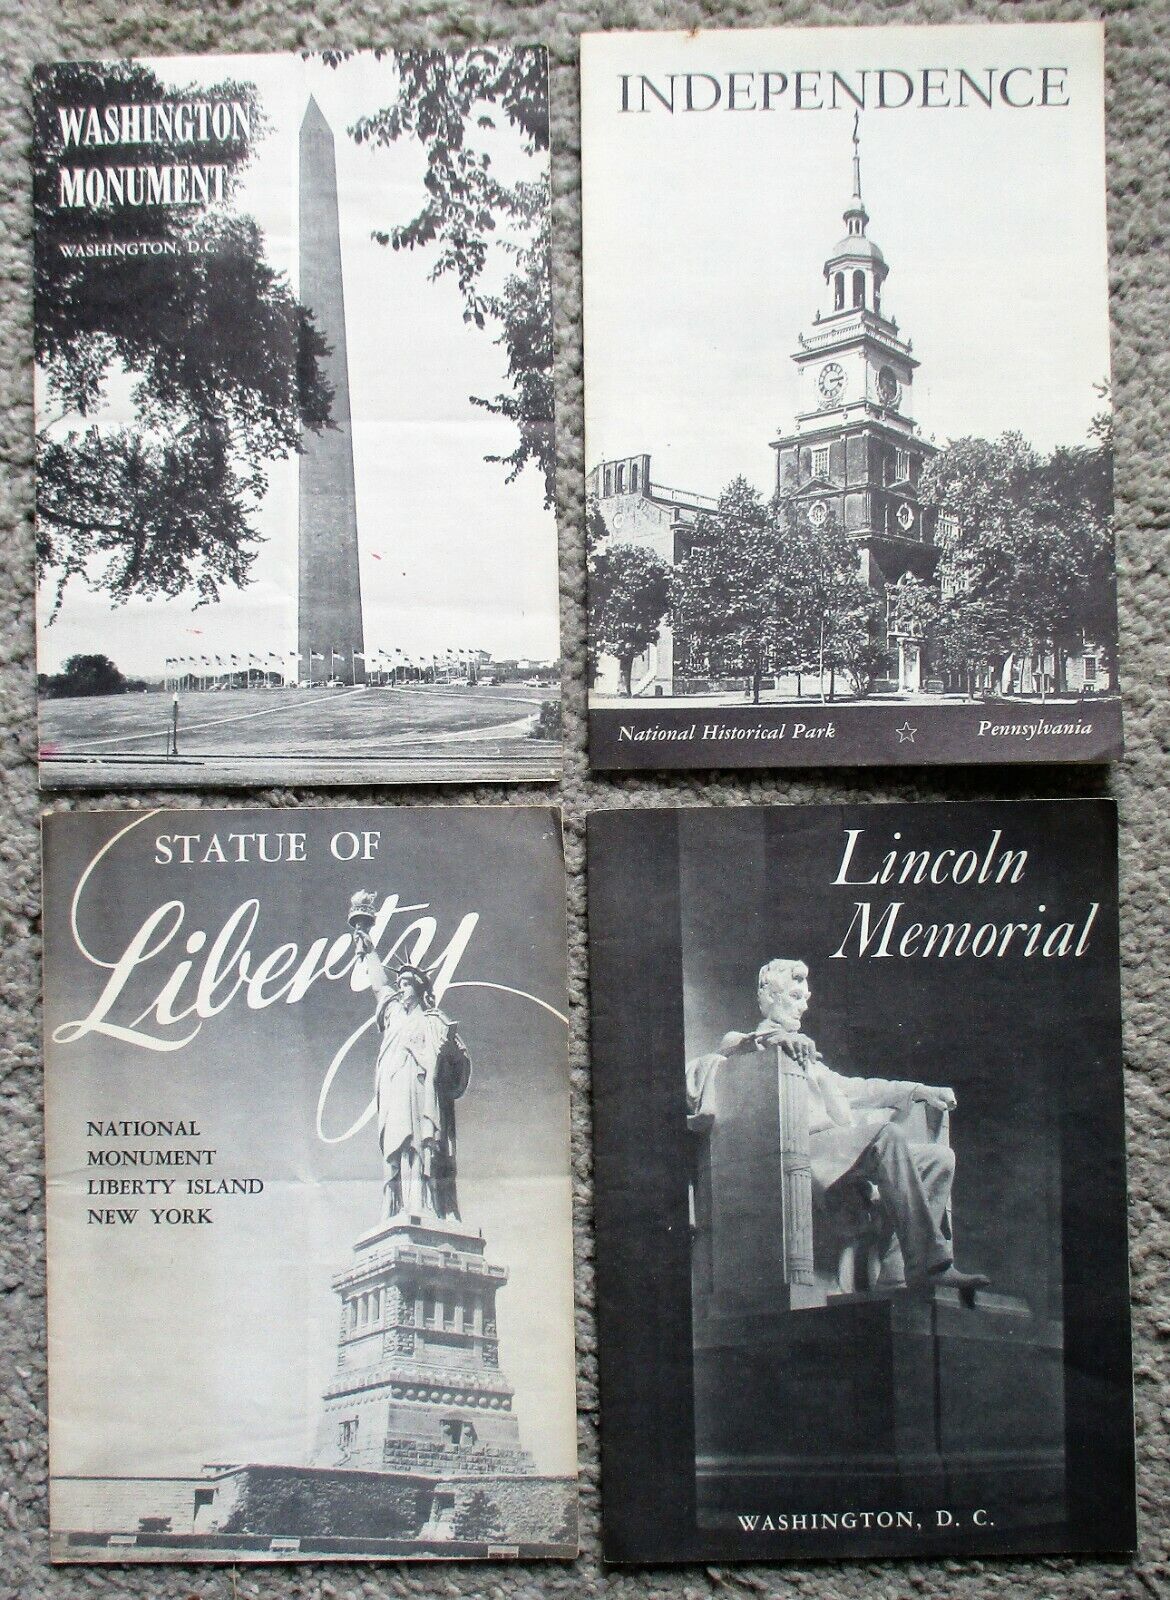 WASHINGTON
MONUMENT
WASHINGTON, D.C.
INDEPENDENCE
National Historical Park ☆ Pennsylvania
STATUE OF
Liberty
NATIONAL
MONUMENT
LIBERTY ISLAND
NEW YORK
Lincoln
Memorial
WASHINGTON, D. C.